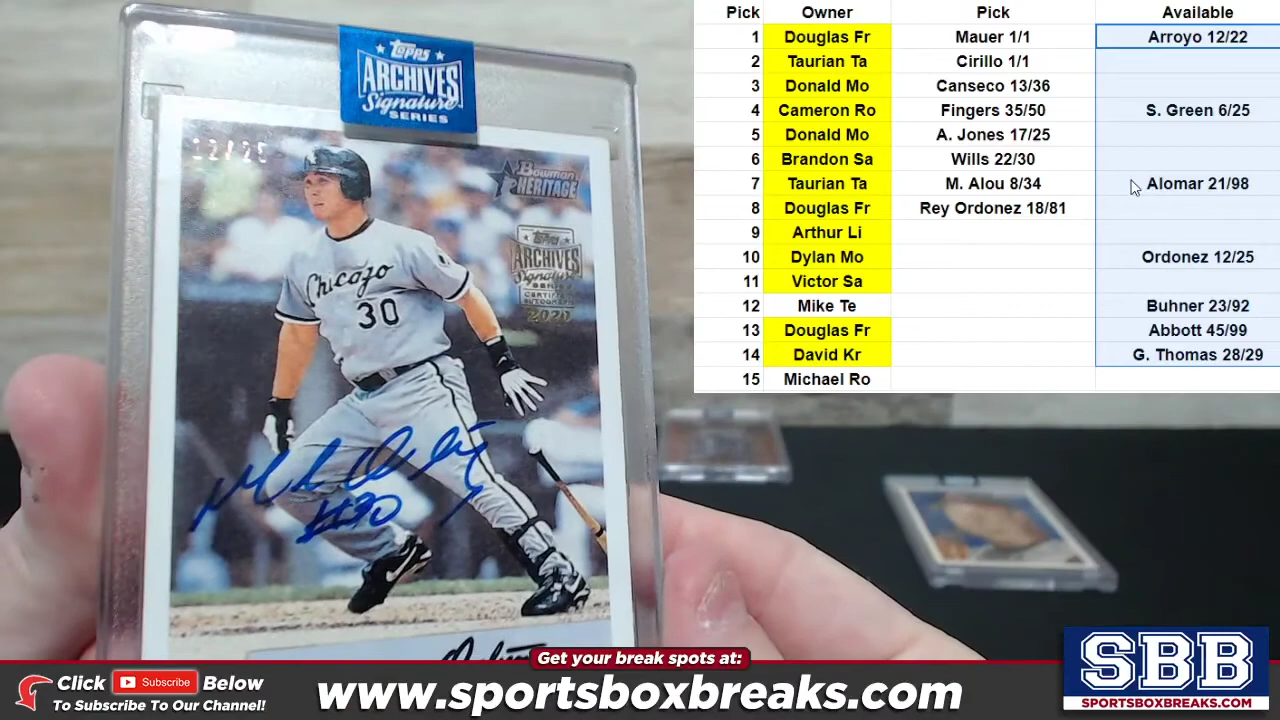 Topps
ARCHIVES
Signature
SERIES
12/25
Bowman
HERITAGE
Topps
ARCHIVES
Signature
CERTIFIED
AUTOGRAPH
2020
Chicago
30
#30
Pick Owner Pick Available
1 Douglas Fr Mauer 1/1 Arroyo 12/22
2 Taurian Ta Cirillo 1/1
3 Donald Mo Canseco 13/36
4 Cameron Ro Fingers 35/50 S. Green 6/25
5 Donald Mo A. Jones 17/25
6 Brandon Sa Wills 22/30
7 Taurian Ta M. Alou 8/34 Alomar 21/98
8 Douglas Fr Rey Ordonez 18/81
9 Arthur Li
10 Dylan Mo Ordonez 12/25
11 Victor Sa
12 Mike Te Buhner 23/92
13 Douglas Fr Abbott 45/99
14 David Kr G. Thomas 28/29
15 Michael Ro
Get your break spots at:
Click Subscribe Below
To Subscribe To Our Channel!
www.sportsboxbreaks.com
SBB
SPORTSBOXBREAKS.COM